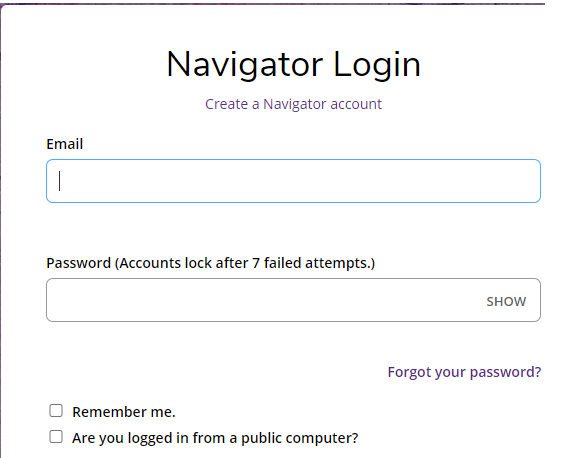 Navigator Login
Create a Navigator account
Email
Password (Accounts lock after 7 failed attempts.)
SHOW
Forgot your password?
Remember me.
Are you logged in from a public computer?